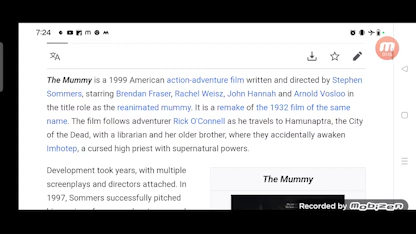 7:24
The Mummy is a 1999 American action-adventure film written and directed by Stephen
Sommers, starring Brendan Fraser, Rachel Weisz, John Hannah and Arnold Vosloo in
the title role as the reanimated mummy. It is a remake of the 1932 film of the same
name. The film follows adventurer Rick O'Connell as he travels to Hamunaptra, the City
of the Dead, with a librarian and her older brother, where they accidentally awaken
Imhotep, a cursed high priest with supernatural powers.
Development took years, with multiple
screenplays and directors attached. In
1997, Sommers successfully pitched
The Mummy
Recorded by Mobizen